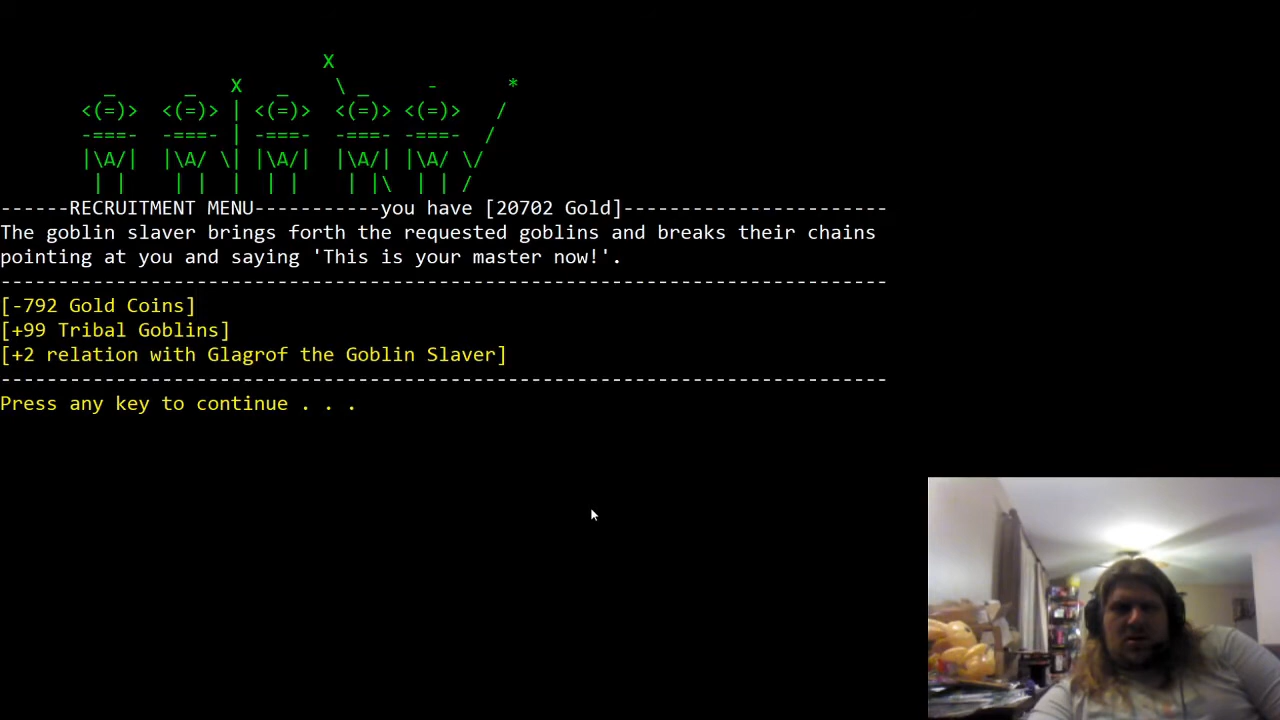 ------RECRUITMENT MENU-----------you have [20702 Gold]-----------------------
The goblin slaver brings forth the requested goblins and breaks their chains
pointing at you and saying 'This is your master now!'.
-----------------------------------------------------------------------------
[-792 Gold Coins]
[+99 Tribal Goblins]
[+2 relation with Glagrof the Goblin Slaver]
-----------------------------------------------------------------------------
Press any key to continue . . .